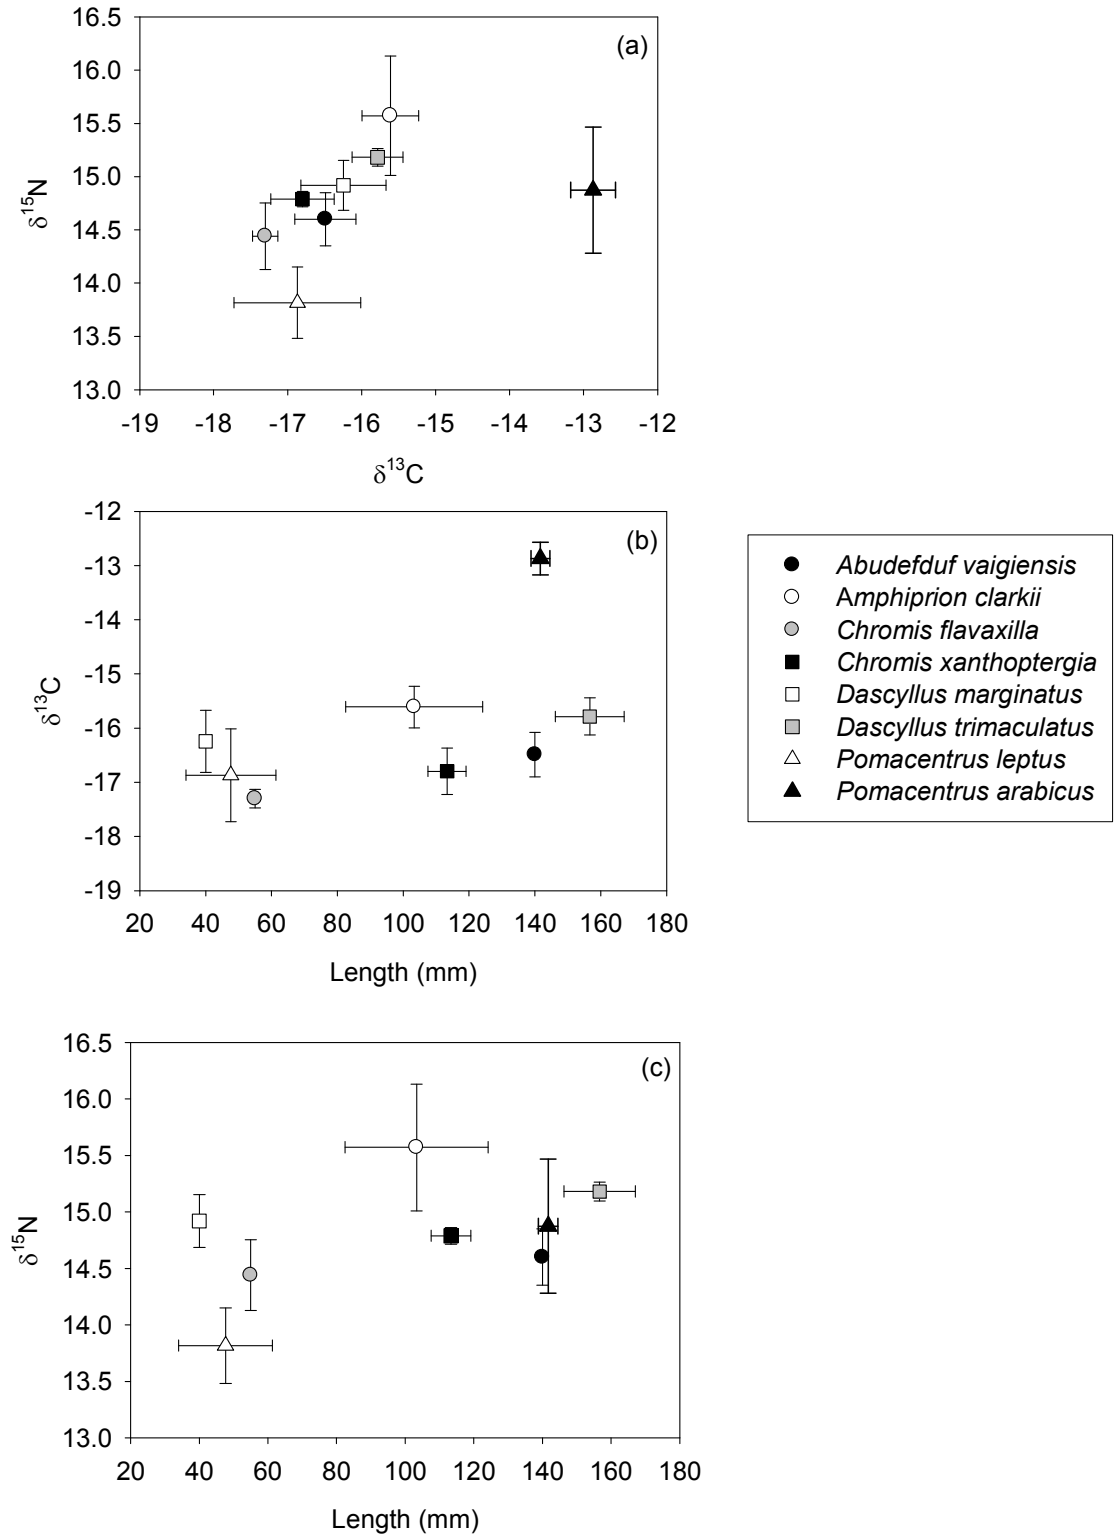 16.5
16.0
15.5
15.0
14.5
14.0
13.5
13.0
δ15N
(a)
-19 -18 -17 -16 -15 -14 -13 -12
δ13C
-12
-13
-14
-15
-16
-17
-18
-19
δ13C
(b)
20 40 60 80 100 120 140 160 180
Length (mm)
Abudefduf vaigiensis
Amphiprion clarkii
Chromis flavaxilla
Chromis xanthoptergia
Dascyllus marginatus
Dascyllus trimaculatus
Pomacentrus leptus
Pomacentrus arabicus
16.5
16.0
15.5
15.0
14.5
14.0
13.5
13.0
δ15N
(c)
20 40 60 80 100 120 140 160 180
Length (mm)